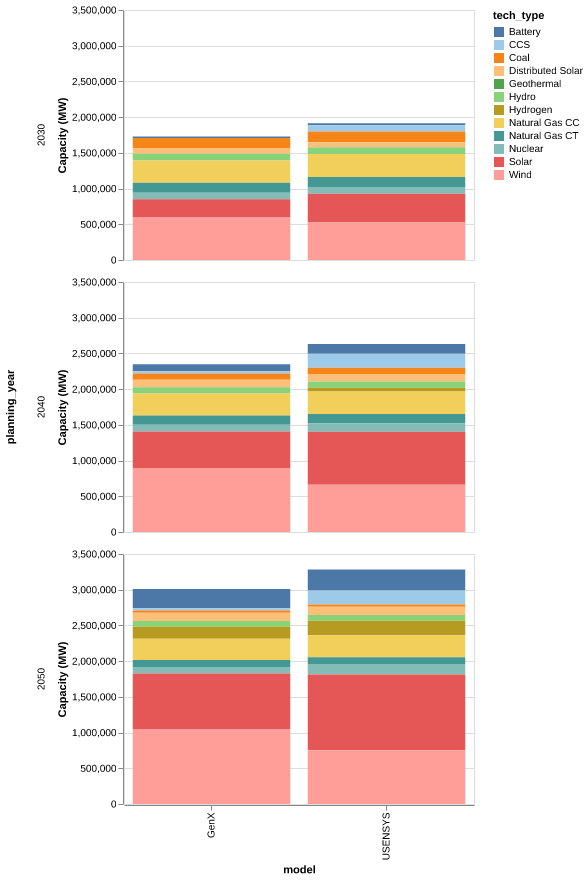 planning_year
2030
Capacity (MW)
3,500,000
3,000,000
2,500,000
2,000,000
1,500,000
1,000,000
500,000
0
2040
Capacity (MW)
3,500,000
3,000,000
2,500,000
2,000,000
1,500,000
1,000,000
500,000
0
2050
Capacity (MW)
3,500,000
3,000,000
2,500,000
2,000,000
1,500,000
1,000,000
500,000
0
GenX
USENSYS
model
tech_type
Battery
CCS
Coal
Distributed Solar
Geothermal
Hydro
Hydrogen
Natural Gas CC
Natural Gas CT
Nuclear
Solar
Wind